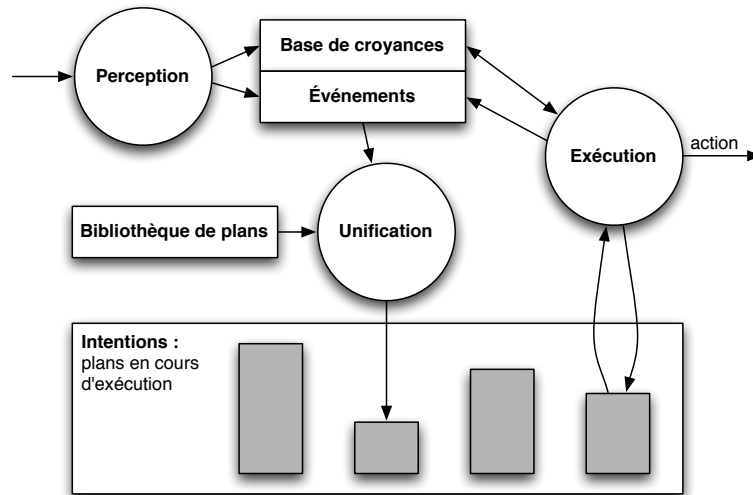 Base de croyances
Perception
Événements
action
Exécution
Bibliothèque de plans
Unification
Intentions :
plans en cours
d'exécution